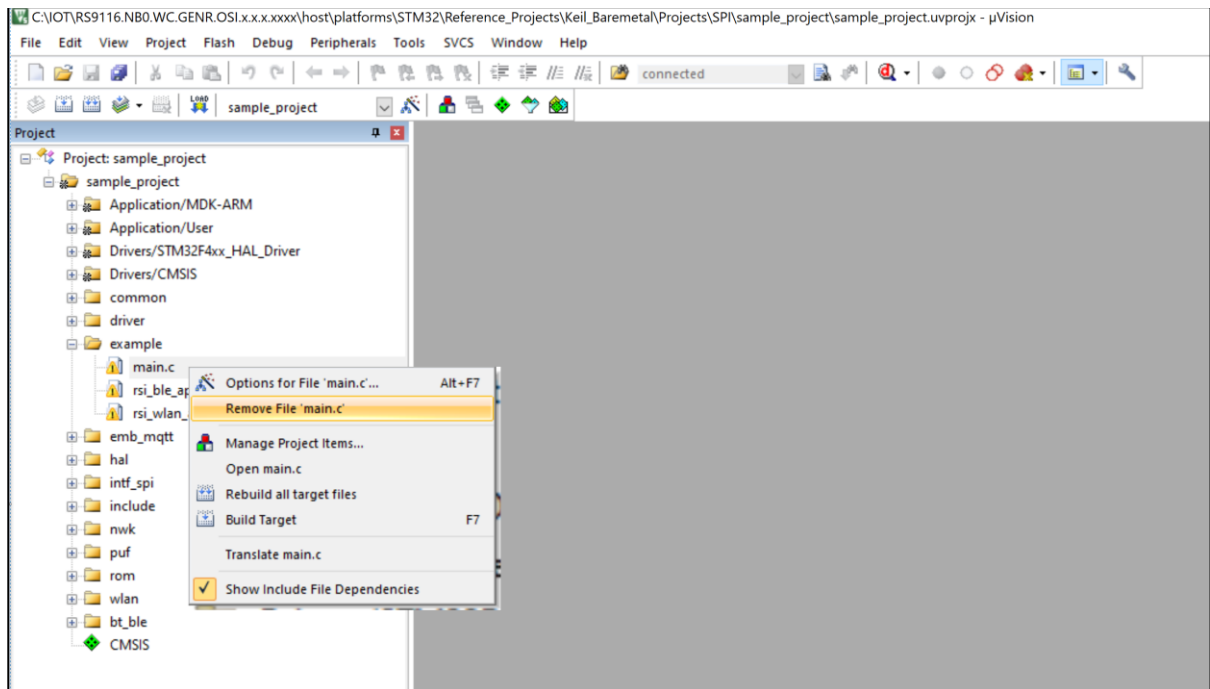 C:\IOT\RS9116.NB0.WC.GENR.OSI.x.x.x.xxxx\host\platforms\STM32\Reference_Projects\Keil_Baremetal\Projects\SPI\sample_project\sample_project.uvprojx - µVision
File Edit View Project Flash Debug Peripherals Tools SVCS Window Help
connected
LOAD sample_project
Project
Project: sample_project
sample_project
Application/MDK-ARM
Application/User
Drivers/STM32F4xx_HAL_Driver
Drivers/CMSIS
common
driver
example
main.c
Options for File 'main.c'... Alt+F7
rsi_ble_ap
Remove File 'main.c'
rsi_wlan_
emb_mqtt
Manage Project Items...
hal
Open main.c
intf_spi
Rebuild all target files
include
Build Target F7
nwk
puf
Translate main.c
rom
Show Include File Dependencies
wlan
bt_ble
CMSIS